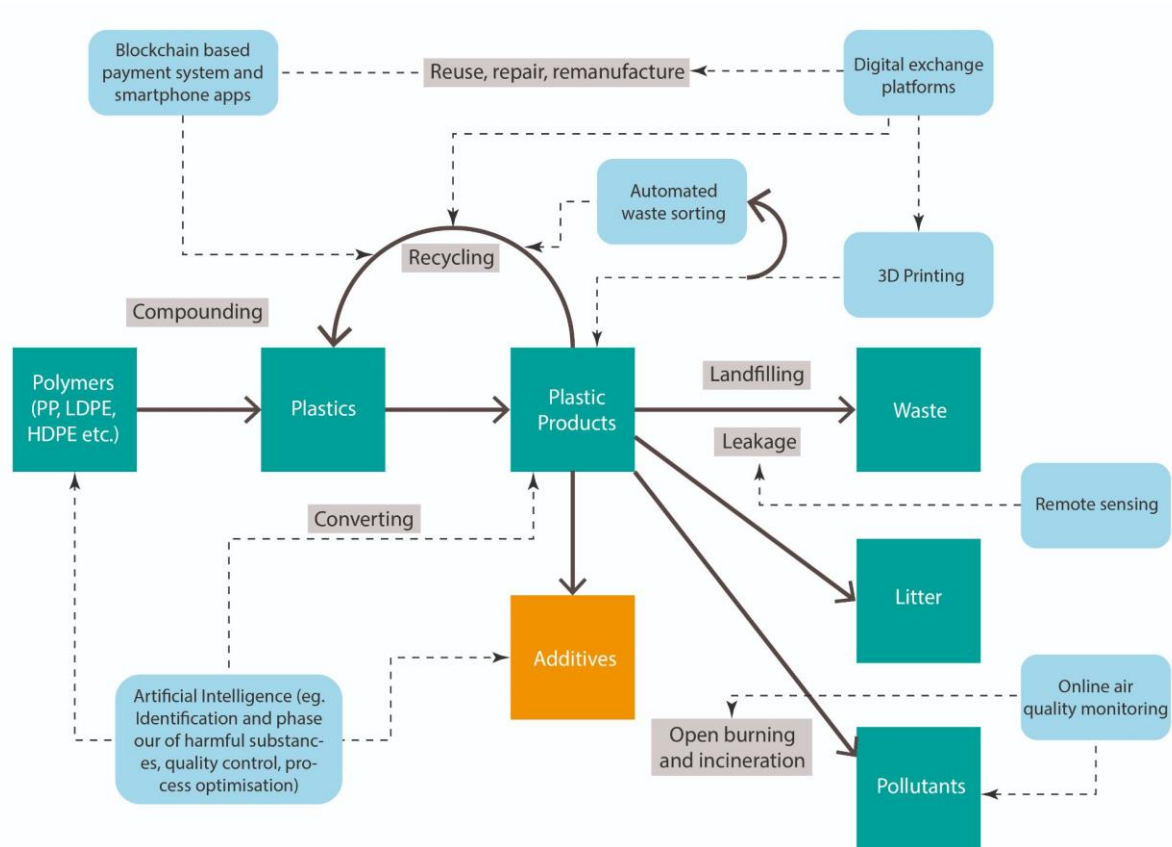 Blockchain based
payment system and
smartphone apps
Reuse, repair, remanufacture
Digital exchange
platforms
Automated
waste sorting
Recycling
3D Printing
Compounding
Polymers
(PP, LDPE,
HDPE etc.)
Plastics
Plastic
Products
Landfilling
Waste
Leakage
Remote sensing
Converting
Litter
Additives
Artificial Intelligence (eg.
Identification and phase
our of harmful substanc-
es, quality control, pro-
cess optimisation)
Online air
quality monitoring
Open burning
and incineration
Pollutants